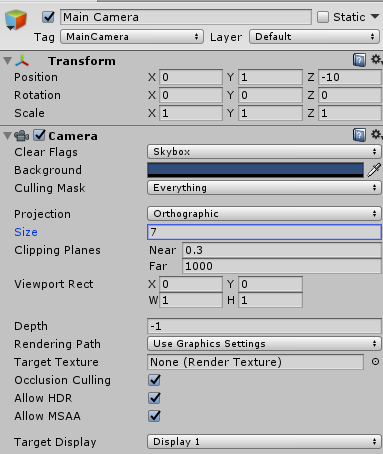 Main Camera Static
Tag MainCamera Layer Default
Transform
Position X 0 Y 1 Z -10
Rotation X 0 Y 0 Z 0
Scale X 1 Y 1 Z 1
Camera
Clear Flags Skybox
Background
Culling Mask Everything
Projection Orthographic
Size 7
Clipping Planes Near 0.3
Far 1000
Viewport Rect X 0 Y 0
W 1 H 1
Depth -1
Rendering Path Use Graphics Settings
Target Texture None (Render Texture)
Occlusion Culling
Allow HDR
Allow MSAA
Target Display Display 1